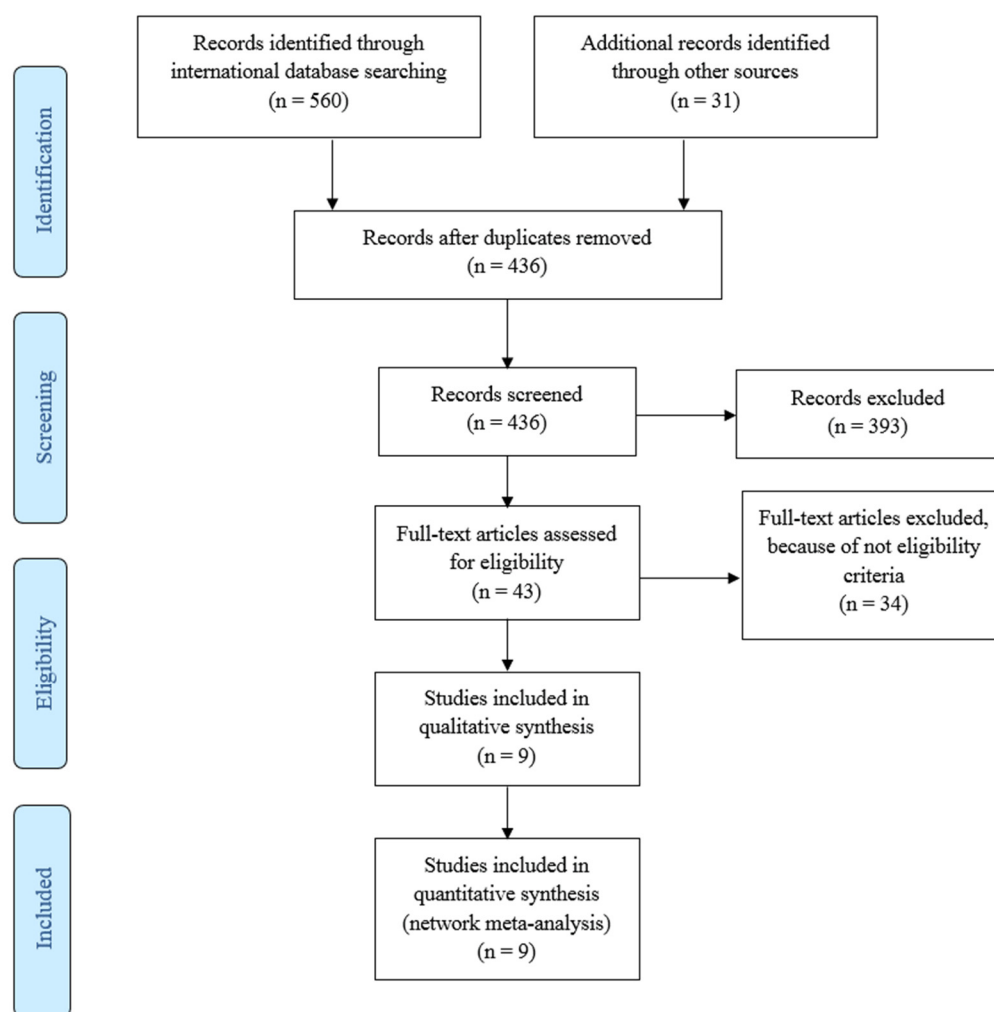 Identification
Records identified through
international database searching
(n = 560)
Additional records identified
through other sources
(n = 31)
Records after duplicates removed
(n = 436)
Screening
Records screened
(n = 436)
Records excluded
(n = 393)
Eligibility
Full-text articles assessed
for eligibility
(n = 43)
Full-text articles excluded,
because of not eligibility
criteria
(n = 34)
Studies included in
qualitative synthesis
(n = 9)
Included
Studies included in
quantitative synthesis
(network meta-analysis)
(n = 9)